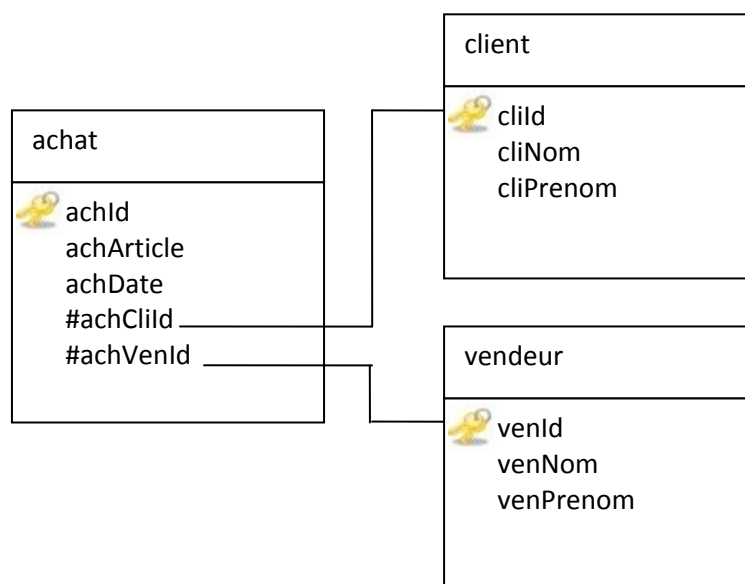 achat
achId
achArticle
achDate
#achCliId
#achVenId
client
cliId
cliNom
cliPrenom
vendeur
venId
venNom
venPrenom